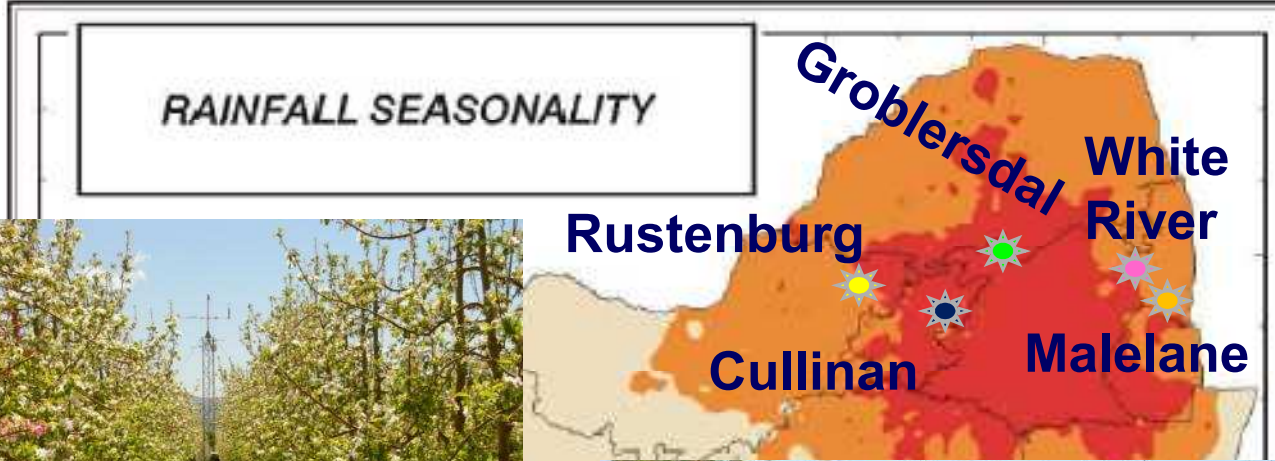 RAINFALL SEASONALITY
Groblersdal
White
River
Rustenburg
Cullinan
Malelane